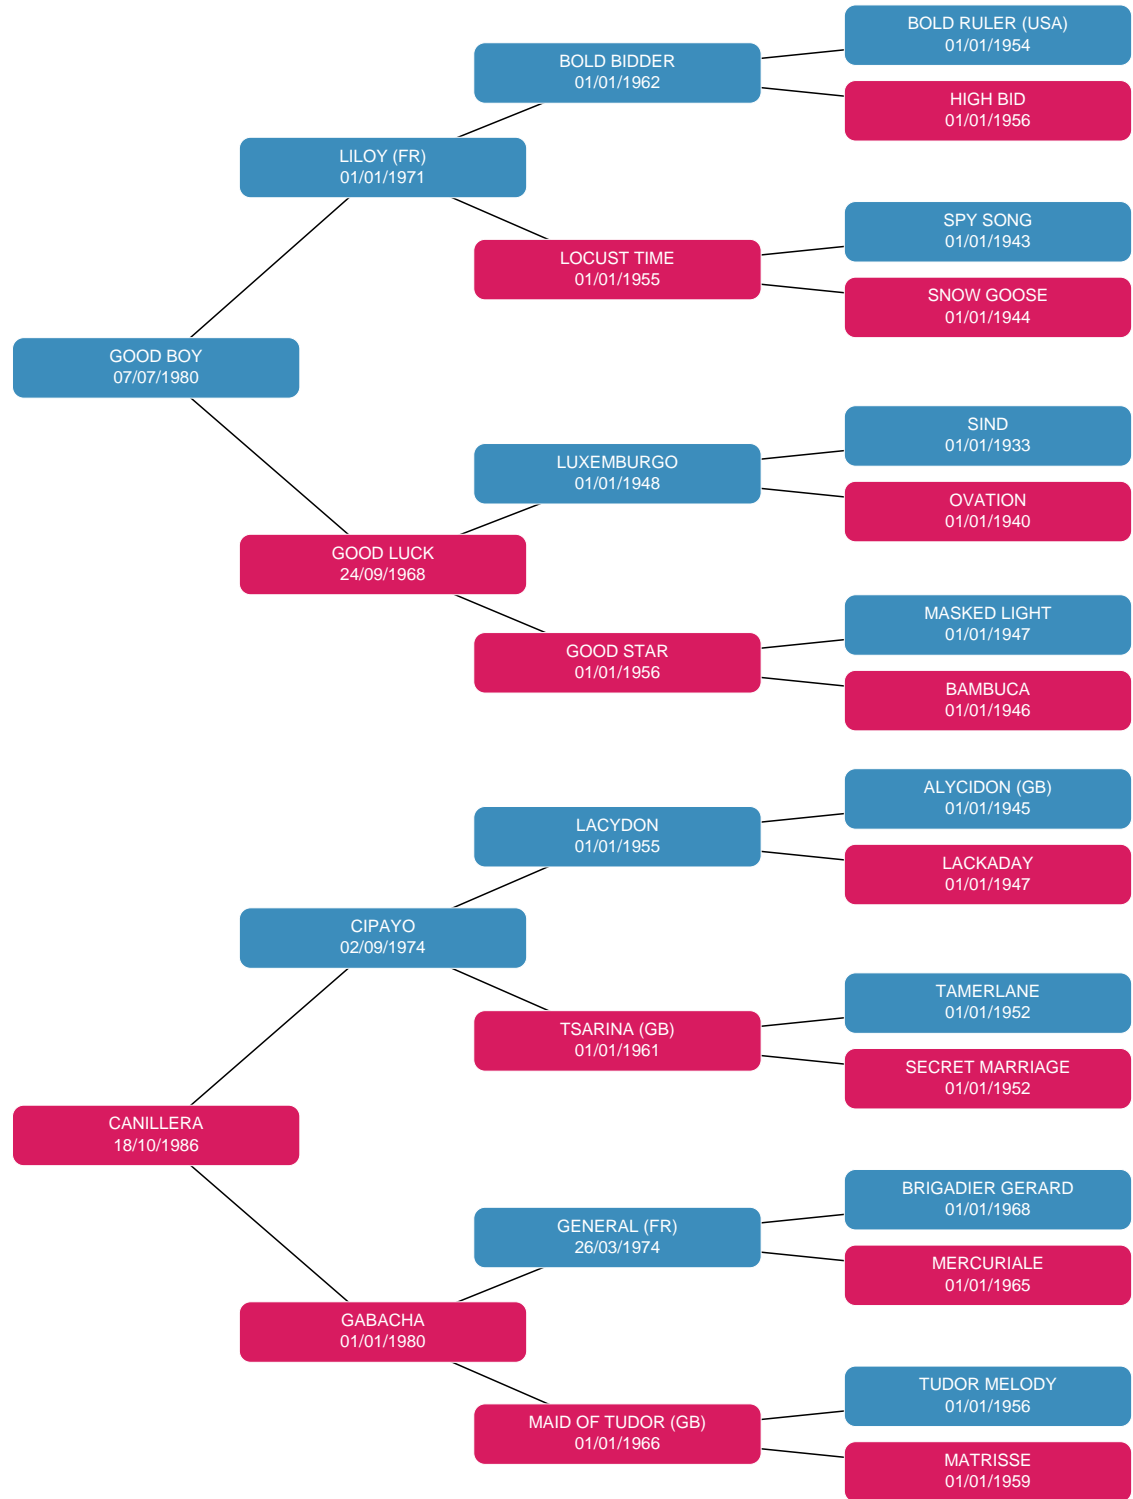 BOLD RULER (USA)
01/01/1954
BOLD BIDDER
01/01/1962
HIGH BID
01/01/1956
LILOY (FR)
01/01/1971
SPY SONG
01/01/1943
LOCUST TIME
01/01/1955
SNOW GOOSE
01/01/1944
GOOD BOY
07/07/1980
SIND
01/01/1933
LUXEMBURGO
01/01/1948
OVATION
01/01/1940
GOOD LUCK
24/09/1968
MASKED LIGHT
01/01/1947
GOOD STAR
01/01/1956
BAMBUCA
01/01/1946
ALYCIDON (GB)
01/01/1945
LACYDON
01/01/1955
LACKADAY
01/01/1947
CIPAYO
02/09/1974
TAMERLANE
01/01/1952
TSARINA (GB)
01/01/1961
SECRET MARRIAGE
01/01/1952
CANILLERA
18/10/1986
BRIGADIER GERARD
01/01/1968
GENERAL (FR)
26/03/1974
MERCURIALE
01/01/1965
GABACHA
01/01/1980
TUDOR MELODY
01/01/1956
MAID OF TUDOR (GB)
01/01/1966
MATRISSE
01/01/1959